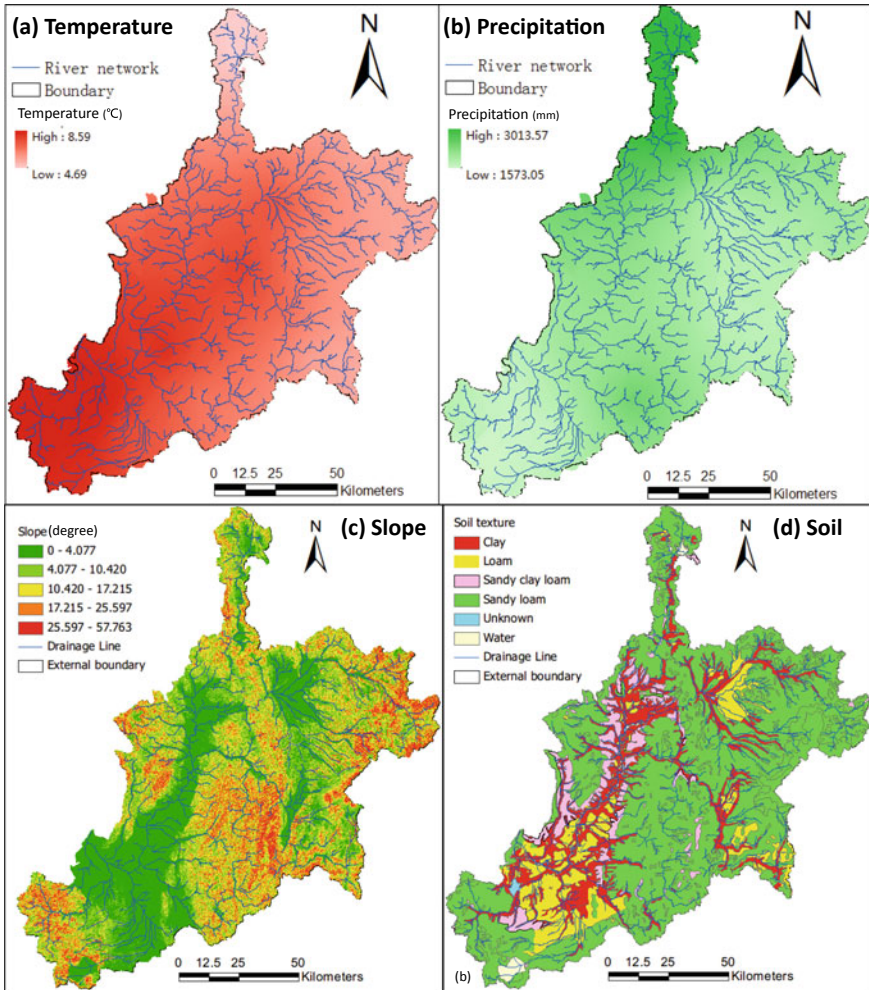 (a) Temperature
N
River network
Boundary
Temperature (℃)
High : 8.59
Low : 4.69
0 12.5 25 50
Kilometers
(b) Precipitation
N
River network
Boundary
Precipitation (mm)
High : 3013.57
Low : 1573.05
0 12.5 25 50
Kilometers
(c) Slope
N
Slope (degree)
0 - 4.077
4.077 - 10.420
10.420 - 17.215
17.215 - 25.597
25.597 - 57.763
Drainage Line
External boundary
0 12.5 25 50
Kilometers
(d) Soil
N
Soil texture
Clay
Loam
Sandy clay loam
Sandy loam
Unknown
Water
Drainage Line
External boundary
(b)
0 12.5 25 50
Kilometers